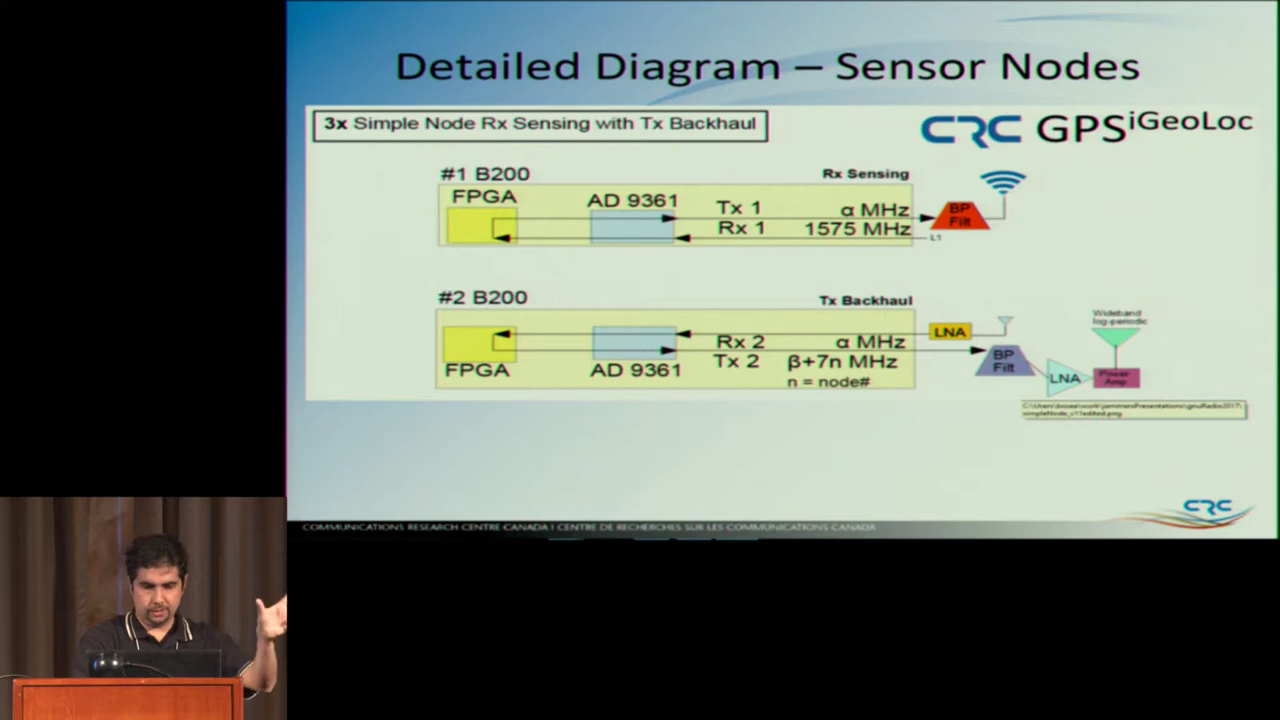 Detailed Diagram – Sensor Nodes
3x Simple Node Rx Sensing with Tx Backhaul
CRC GPSiGeoLoc
#1 B200
Rx Sensing
FPGA
AD 9361
Tx 1
α MHz
BP
Filt
Rx 1
1575 MHz
L1
#2 B200
Tx Backhaul
LNA
Wideband
log-periodic
Rx 2
α MHz
BP
Filt
FPGA
AD 9361
Tx 2
β+7n MHz
n = node#
LNA
Power
Amp
simpleNode_v11edited.png
CRC
COMMUNICATIONS RESEARCH CENTRE CANADA | CENTRE DE RECHERCHES SUR LES COMMUNICATIONS CANADA